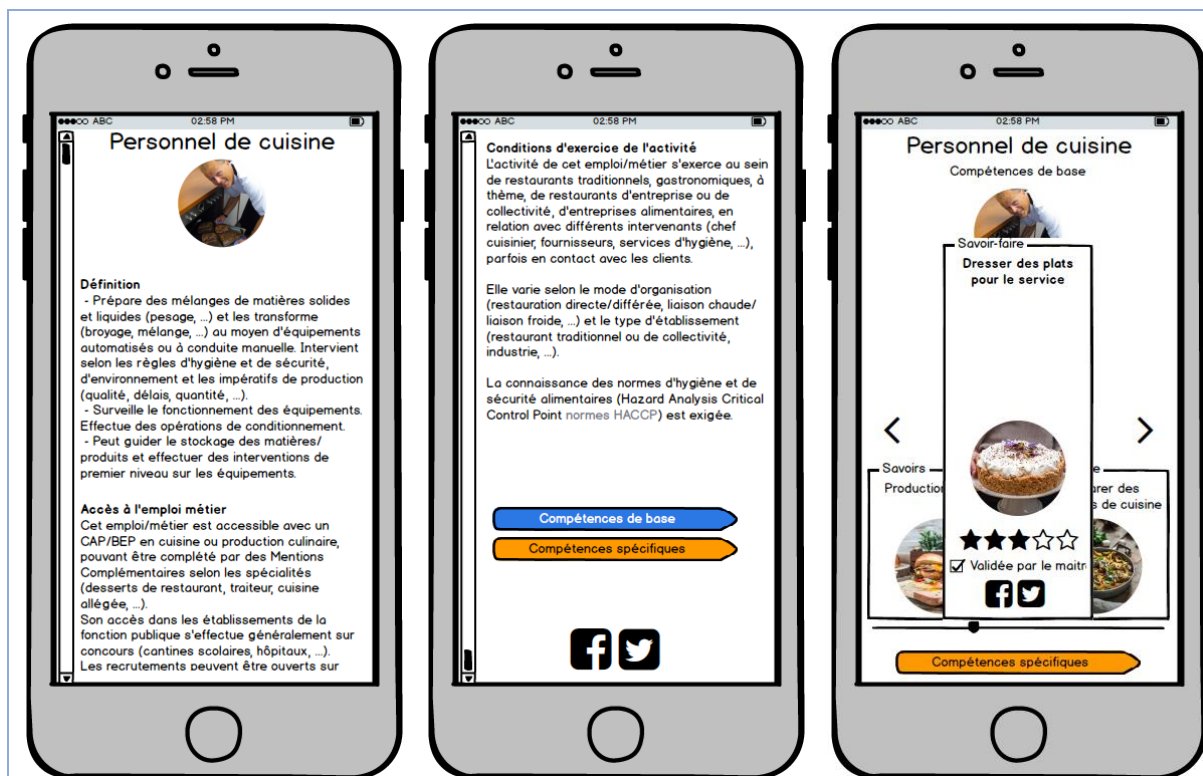 ABC 02:58 PM
Personnel de cuisine
Définition
- Prépare des mélanges de matières solides
et liquides (pesage, ...) et les transforme
(broyage, mélange, ...) au moyen d'équipements
automatisés ou à conduite manuelle. Intervient
selon les règles d'hygiène et de sécurité,
d'environnement et les impératifs de production
(qualité, délais, quantité, ...).
- Surveille le fonctionnement des équipements.
Effectue des opérations de conditionnement.
- Peut guider le stockage des matières/
produits et effectuer des interventions de
premier niveau sur les équipements.
Accès à l'emploi métier
Cet emploi/métier est accessible avec un
CAP/BEP en cuisine ou production culinaire,
pouvant être complété par des Mentions
Complémentaires selon les spécialités
(desserts de restaurant, traiteur, cuisine
allégée, ...).
Son accès dans les établissements de la
fonction publique s'effectue généralement sur
concours (cantines scolaires, hôpitaux, ...).
Les recrutements peuvent être ouverts sur
ABC 02:58 PM
Conditions d'exercice de l'activité
L'activité de cet emploi/métier s'exerce au sein
de restaurants traditionnels, gastronomiques, à
thème, de restaurants d'entreprise ou de
collectivité, d'entreprises alimentaires, en
relation avec différents intervenants (chef
cuisinier, fournisseurs, services d'hygiène, ...),
parfois en contact avec les clients.
Elle varie selon le mode d'organisation
(restauration directe/différée, liaison chaude/
liaison froide, ...) et le type d'établissement
(restaurant traditionnel ou de collectivité,
industrie, ...).
La connaissance des normes d'hygiène et de
sécurité alimentaires (Hazard Analysis Critical
Control Point normes HACCP) est exigée.
Compétences de base
Compétences spécifiques
ABC 02:58 PM
Personnel de cuisine
Compétences de base
Savoir-faire
Dresser des plats
pour le service
Savoirs
Production
e
arer des
s de cuisine
Validée par le maitr
Compétences spécifiques